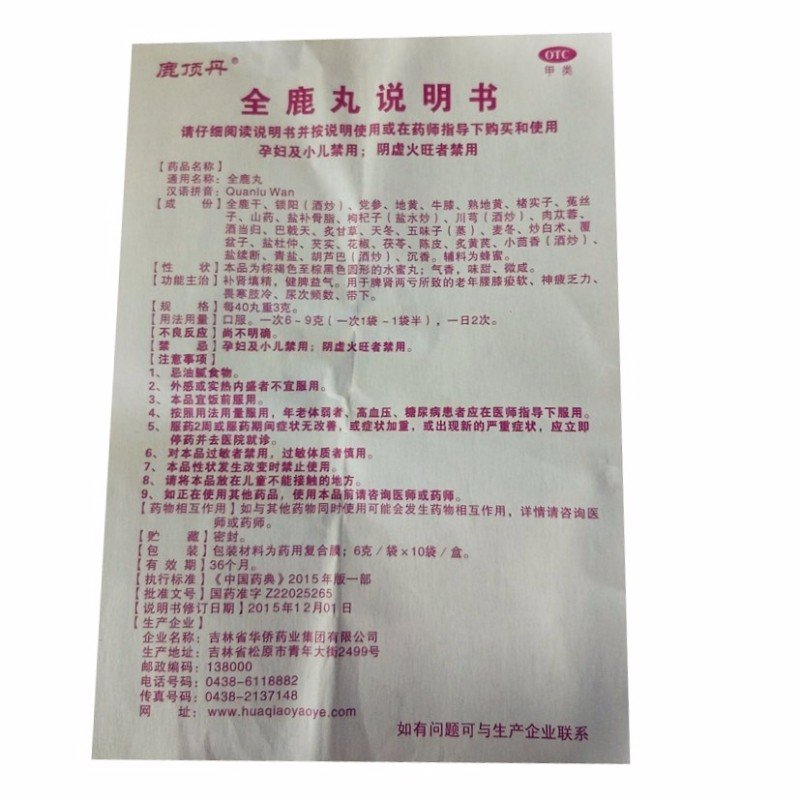 鹿顶丹®
OTC
甲类
全鹿丸说明书
请仔细阅读说明书并按说明使用或在药师指导下购买和使用
孕妇及小儿禁用；阴虚火旺者禁用
【药品名称】
通用名称：全鹿丸
汉语拼音：Quanlu Wan
【成　份】全鹿干、锁阳（酒炒）、党参、地黄、牛膝、熟地黄、楮实子、菟丝
子、山药、盐补骨脂、枸杞子（盐水炒）、川芎（酒炒）、肉苁蓉、
酒当归、巴戟天、炙甘草、天冬、五味子（蒸）、麦冬、炒白术、覆
盆子、盐杜仲、芡实、花椒、茯苓、陈皮、炙黄芪、小茴香（酒炒）、
盐续断、青盐、胡芦巴（酒炒）、沉香。辅料为蜂蜜。
【性　状】本品为棕褐色至棕黑色圆形的水蜜丸；气香，味甜、微咸。
【功能主治】补肾填精，健脾益气。用于脾肾两亏所致的老年腰膝痠软、神疲乏力、
畏寒肢冷、尿次频数、带下。
【规　格】每40丸重3克。
【用法用量】口服。一次6～9克（一次1袋～1袋半），一日2次。
【不良反应】尚不明确。
【禁　忌】孕妇及小儿禁用；阴虚火旺者禁用。
【注意事项】
1、忌油腻食物。
2、外感或实热内盛者不宜服用。
3、本品宜饭前服用。
4、按照用法用量服用，年老体弱者、高血压、糖尿病患者应在医师指导下服用。
5、服药2周或服药期间症状无改善，或症状加重，或出现新的严重症状，应立即
停药并去医院就诊。
6、对本品过敏者禁用，过敏体质者慎用。
7、本品性状发生改变时禁止使用。
8、请将本品放在儿童不能接触的地方。
9、如正在使用其他药品，使用本品前请咨询医师或药师。
【药物相互作用】如与其他药物同时使用可能会发生药物相互作用，详情请咨询医
师或药师。
【贮　藏】密封。
【包　装】包装材料为药用复合膜；6克／袋×10袋／盒。
【有效期】36个月。
【执行标准】《中国药典》2015年版一部
【批准文号】国药准字Z22025265
【说明书修订日期】2015年12月01日
【生产企业】
企业名称：吉林省华侨药业集团有限公司
生产地址：吉林省松原市青年大街2499号
邮政编码：138000
电话号码：0438-6118882
传真号码：0438-2137148
网　址：www.huaqiaoyaoye.com
如有问题可与生产企业联系